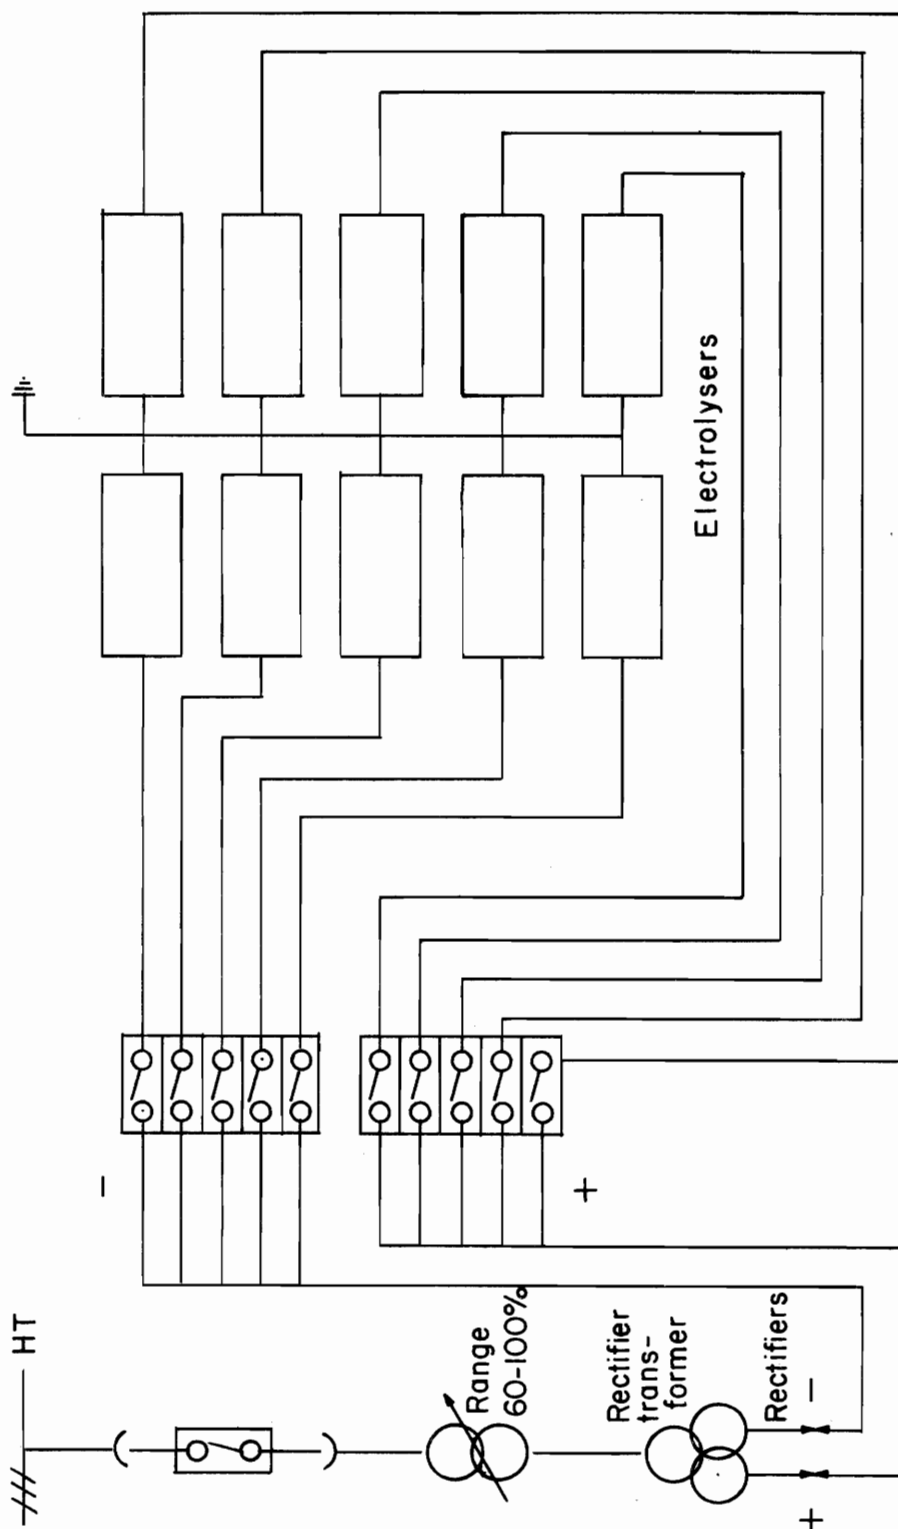 HT
Range
60-100%
Rectifier
trans-
former
Rectifiers
-
+
-
+
Electrolysers